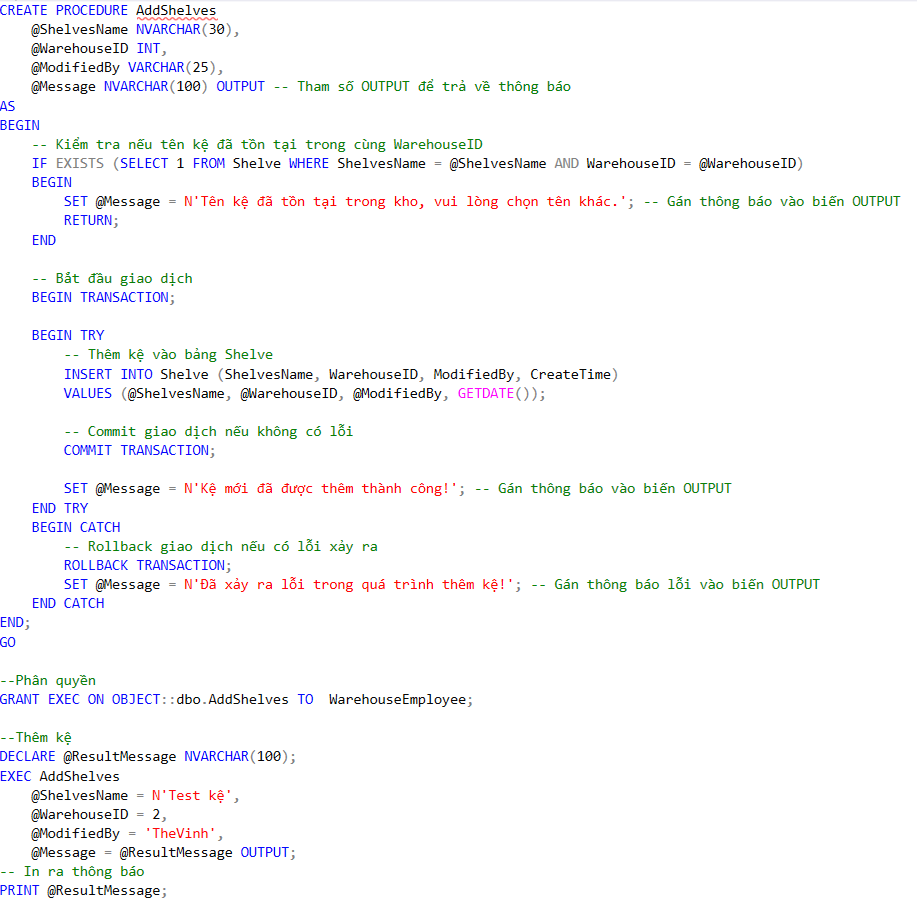 CREATE PROCEDURE AddShelves
    @ShelvesName NVARCHAR(30),
    @WarehouseID INT,
    @ModifiedBy VARCHAR(25),
    @Message NVARCHAR(100) OUTPUT -- Tham số OUTPUT để trả về thông báo
AS
BEGIN
    -- Kiểm tra nếu tên kệ đã tồn tại trong cùng WarehouseID
    IF EXISTS (SELECT 1 FROM Shelve WHERE ShelvesName = @ShelvesName AND WarehouseID = @WarehouseID)
    BEGIN
        SET @Message = N'Tên kệ đã tồn tại trong kho, vui lòng chọn tên khác.'; -- Gán thông báo vào biến OUTPUT
        RETURN;
    END
    -- Bắt đầu giao dịch
    BEGIN TRANSACTION;
    BEGIN TRY
        -- Thêm kệ vào bảng Shelve
        INSERT INTO Shelve (ShelvesName, WarehouseID, ModifiedBy, CreateTime)
        VALUES (@ShelvesName, @WarehouseID, @ModifiedBy, GETDATE());
        -- Commit giao dịch nếu không có lỗi
        COMMIT TRANSACTION;
        SET @Message = N'Kệ mới đã được thêm thành công!'; -- Gán thông báo vào biến OUTPUT
    END TRY
    BEGIN CATCH
        -- Rollback giao dịch nếu có lỗi xảy ra
        ROLLBACK TRANSACTION;
        SET @Message = N'Đã xảy ra lỗi trong quá trình thêm kệ!'; -- Gán thông báo lỗi vào biến OUTPUT
    END CATCH
END;
GO
--Phân quyền
GRANT EXEC ON OBJECT::dbo.AddShelves TO  WarehouseEmployee;
--Thêm kệ
DECLARE @ResultMessage NVARCHAR(100);
EXEC AddShelves
    @ShelvesName = N'Test kệ',
    @WarehouseID = 2,
    @ModifiedBy = 'TheVinh',
    @Message = @ResultMessage OUTPUT;
-- In ra thông báo
PRINT @ResultMessage;